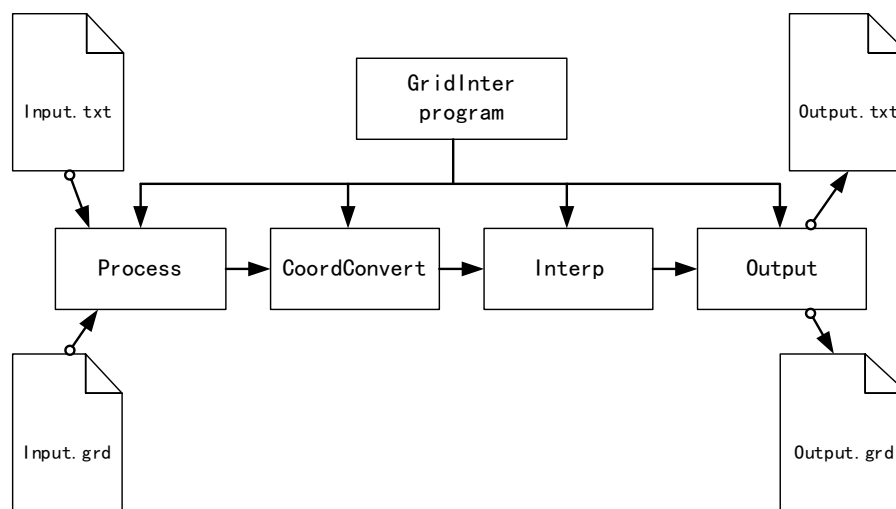 Input.txt
GridInter
program
Output.txt
Process
CoordConvert
Interp
Output
Input.grd
Output.grd